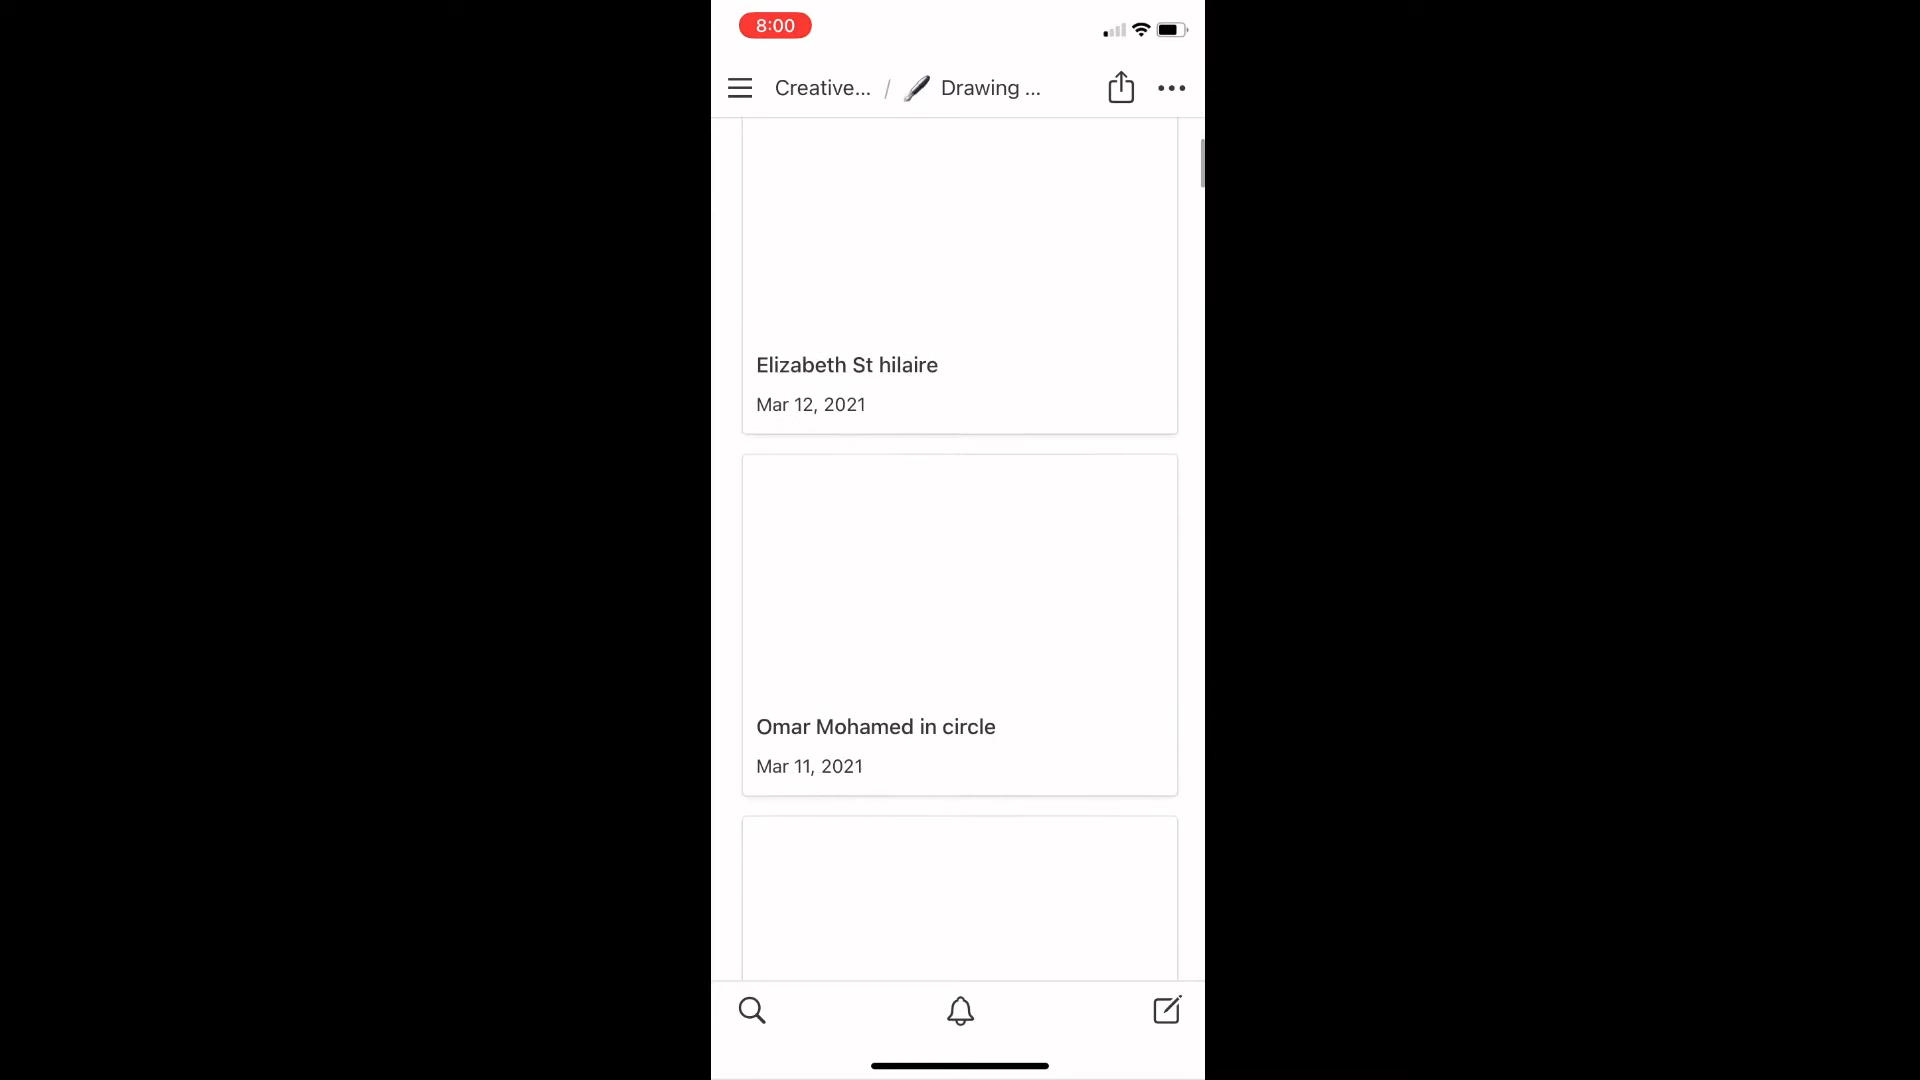 8:00
Creative... / Drawing ...
Elizabeth St hilaire
Mar 12, 2021
Omar Mohamed in circle
Mar 11, 2021